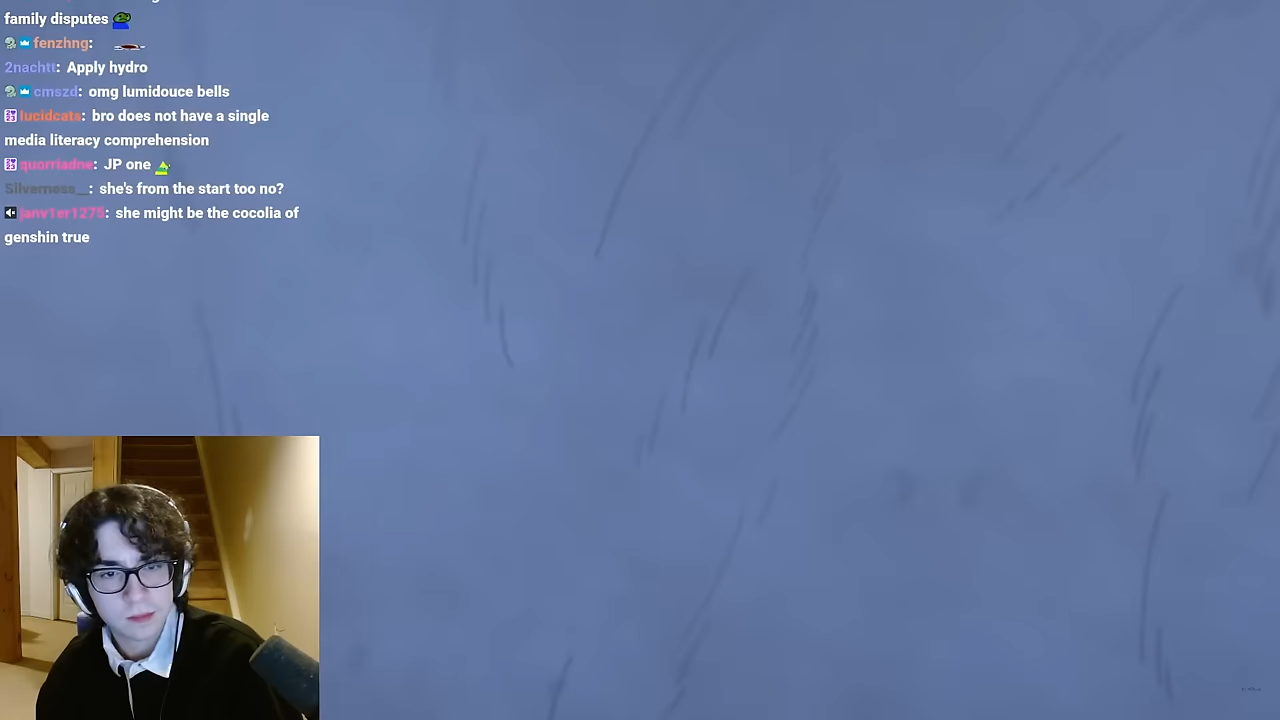 family disputes
fenzhng:
2nachtt: Apply hydro
cmszd: omg lumidouce bells
lucidcats: bro does not have a single
media literacy comprehension
quorriadne: JP one
Silverness__: she's from the start too no?
janv1er1275: she might be the cocolia of
genshin true